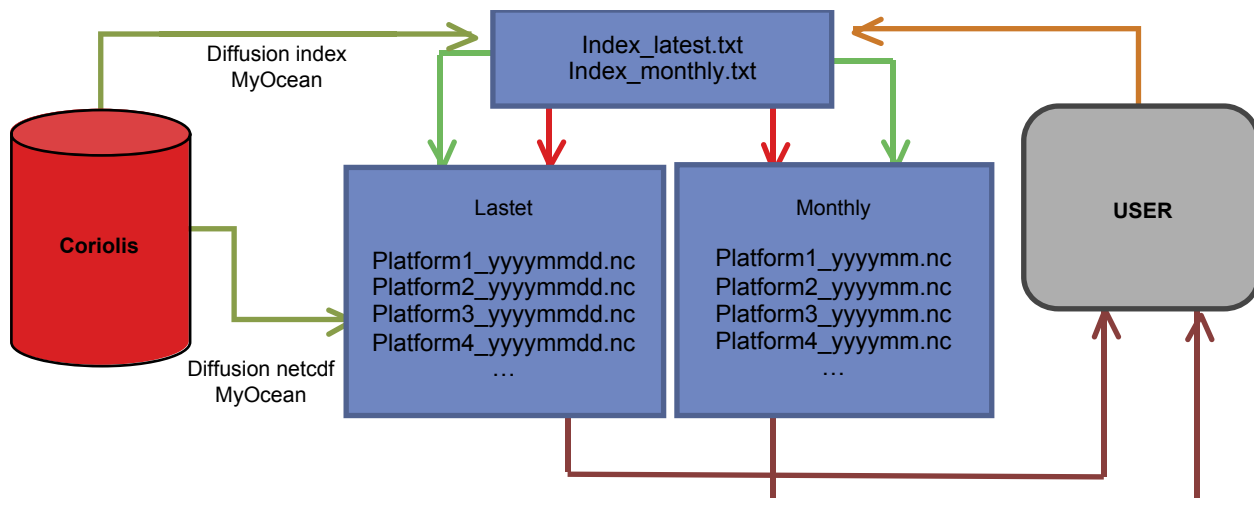 Index_latest.txt
Index_monthly.txt
Diffusion index
MyOcean
Coriolis
Lastet
Platform1_yyyymmdd.nc
Platform2_yyyymmdd.nc
Platform3_yyyymmdd.nc
Platform4_yyyymmdd.nc
…
Monthly
Platform1_yyyymm.nc
Platform2_yyyymm.nc
Platform3_yyyymm.nc
Platform4_yyyymm.nc
…
USER
Diffusion netcdf
MyOcean